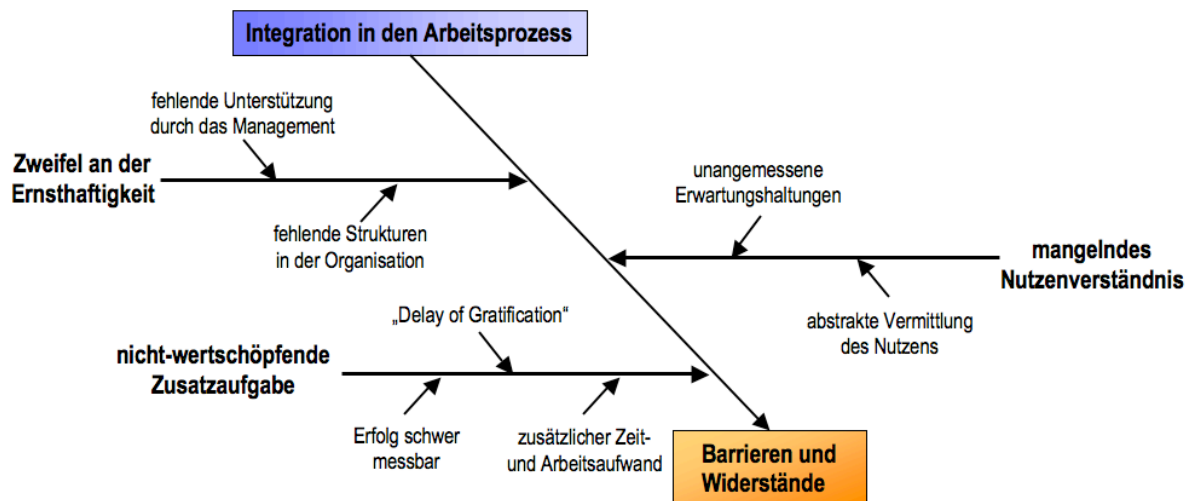 Integration in den Arbeitsprozess
fehlende Unterstützung
durch das Management
Zweifel an der
Ernsthaftigkeit
fehlende Strukturen
in der Organisation
unangemessene
Erwartungshaltungen
mangelndes
Nutzenverständnis
abstrakte Vermittlung
des Nutzens
„Delay of Gratification“
nicht-wertschöpfende
Zusatzaufgabe
Erfolg schwer
messbar
zusätzlicher Zeit-
und Arbeitsaufwand
Barrieren und
Widerstände